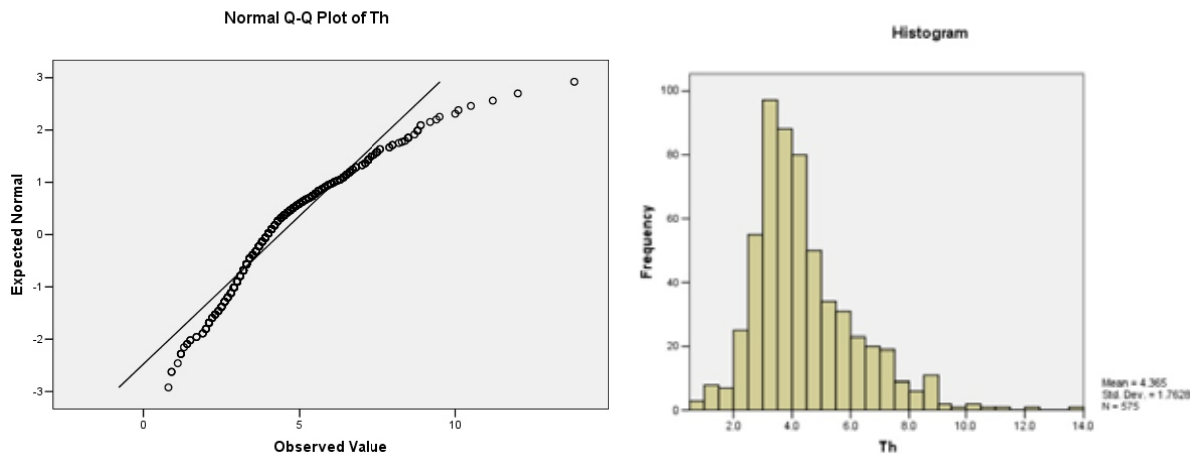 Normal Q-Q Plot of Th
Expected Normal
3
2
1
0
-1
-2
-3
0 5 10
Observed Value
Histogram
Frequency
100
80
60
40
20
0
2.0 4.0 6.0 8.0 10.0 12.0 14.0
Th
Mean = 4.365
Std. Dev. = 1.7628
N = 575